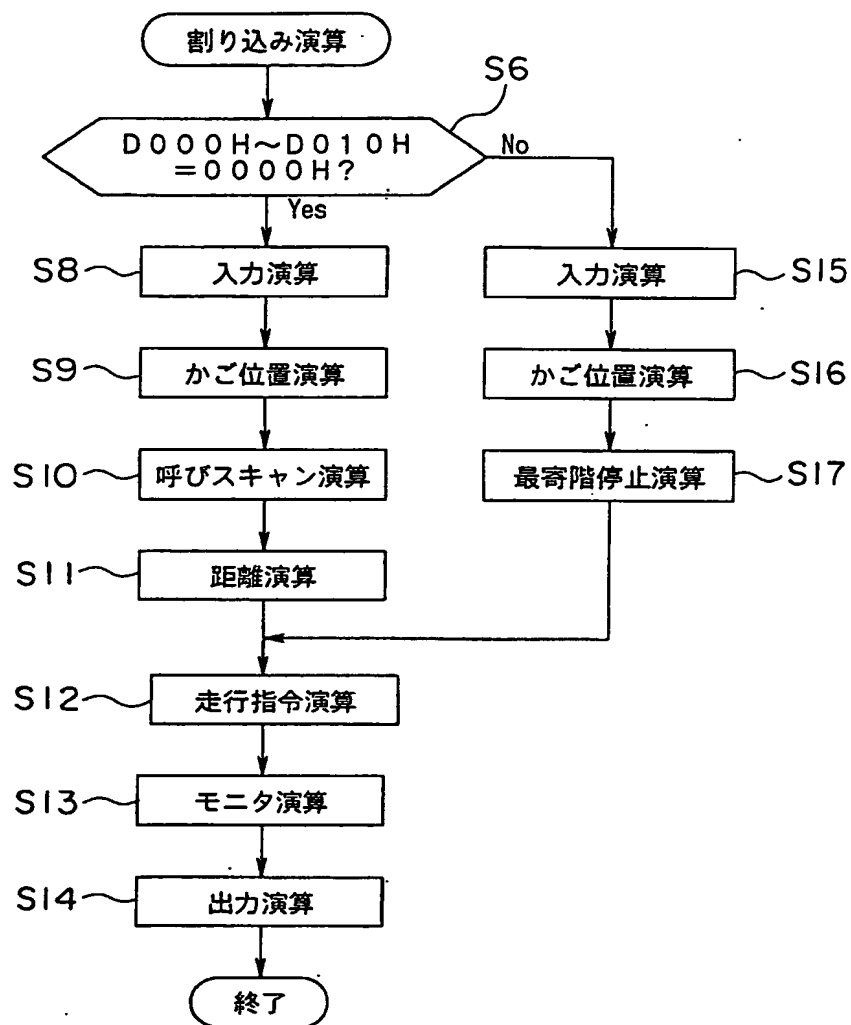 割り込み演算
S6
D000H~D010H
=0000H?
No
Yes
S8
入力演算
入力演算
S15
S9
かご位置演算
かご位置演算
S16
S10
呼びスキャン演算
最寄階停止演算
S17
S11
距離演算
S12
走行指令演算
S13
モニタ演算
S14
出力演算
終了